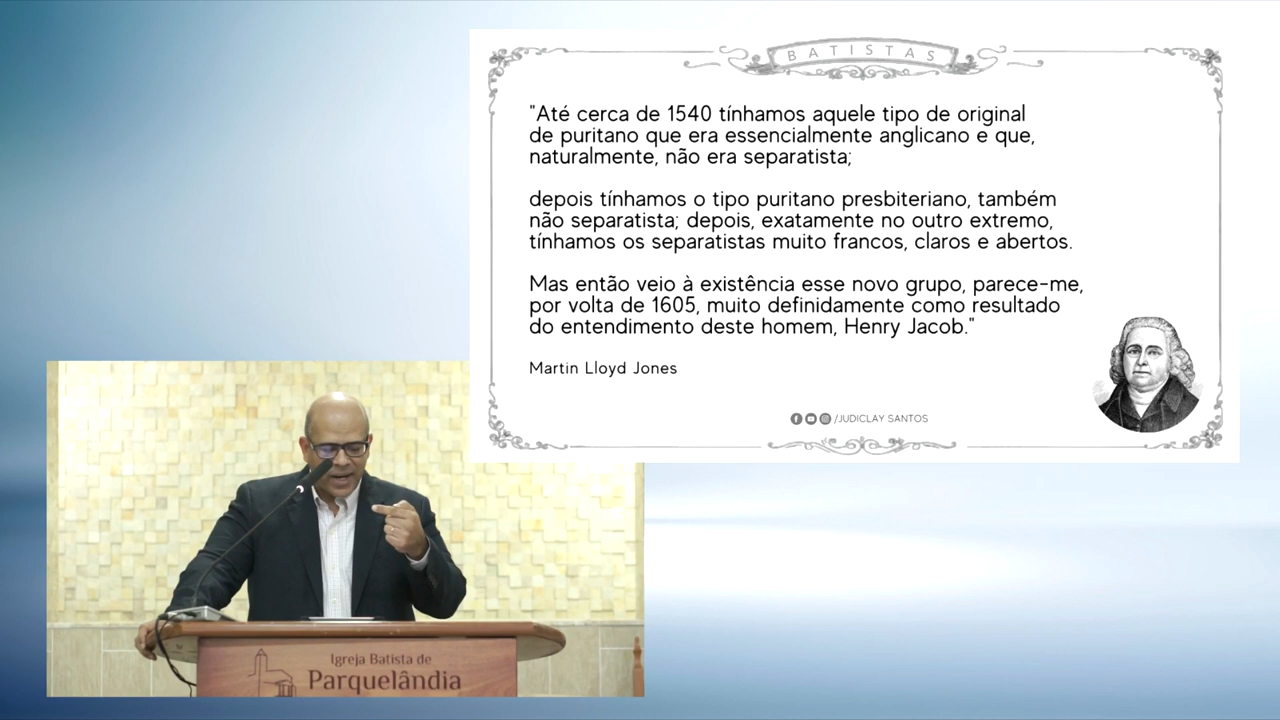 BATISTAS
"Até cerca de 1540 tínhamos aquele tipo de original
de puritano que era essencialmente anglicano e que,
naturalmente, não era separatista;
depois tínhamos o tipo puritano presbiteriano, também
não separatista; depois, exatamente no outro extremo,
tínhamos os separatistas muito francos, claros e abertos.
Mas então veio à existência esse novo grupo, parece-me,
por volta de 1605, muito definidamente como resultado
do entendimento deste homem, Henry Jacob."
Martin Lloyd Jones
/JUDICLAY SANTOS
Igreja Batista de
Parquelândia